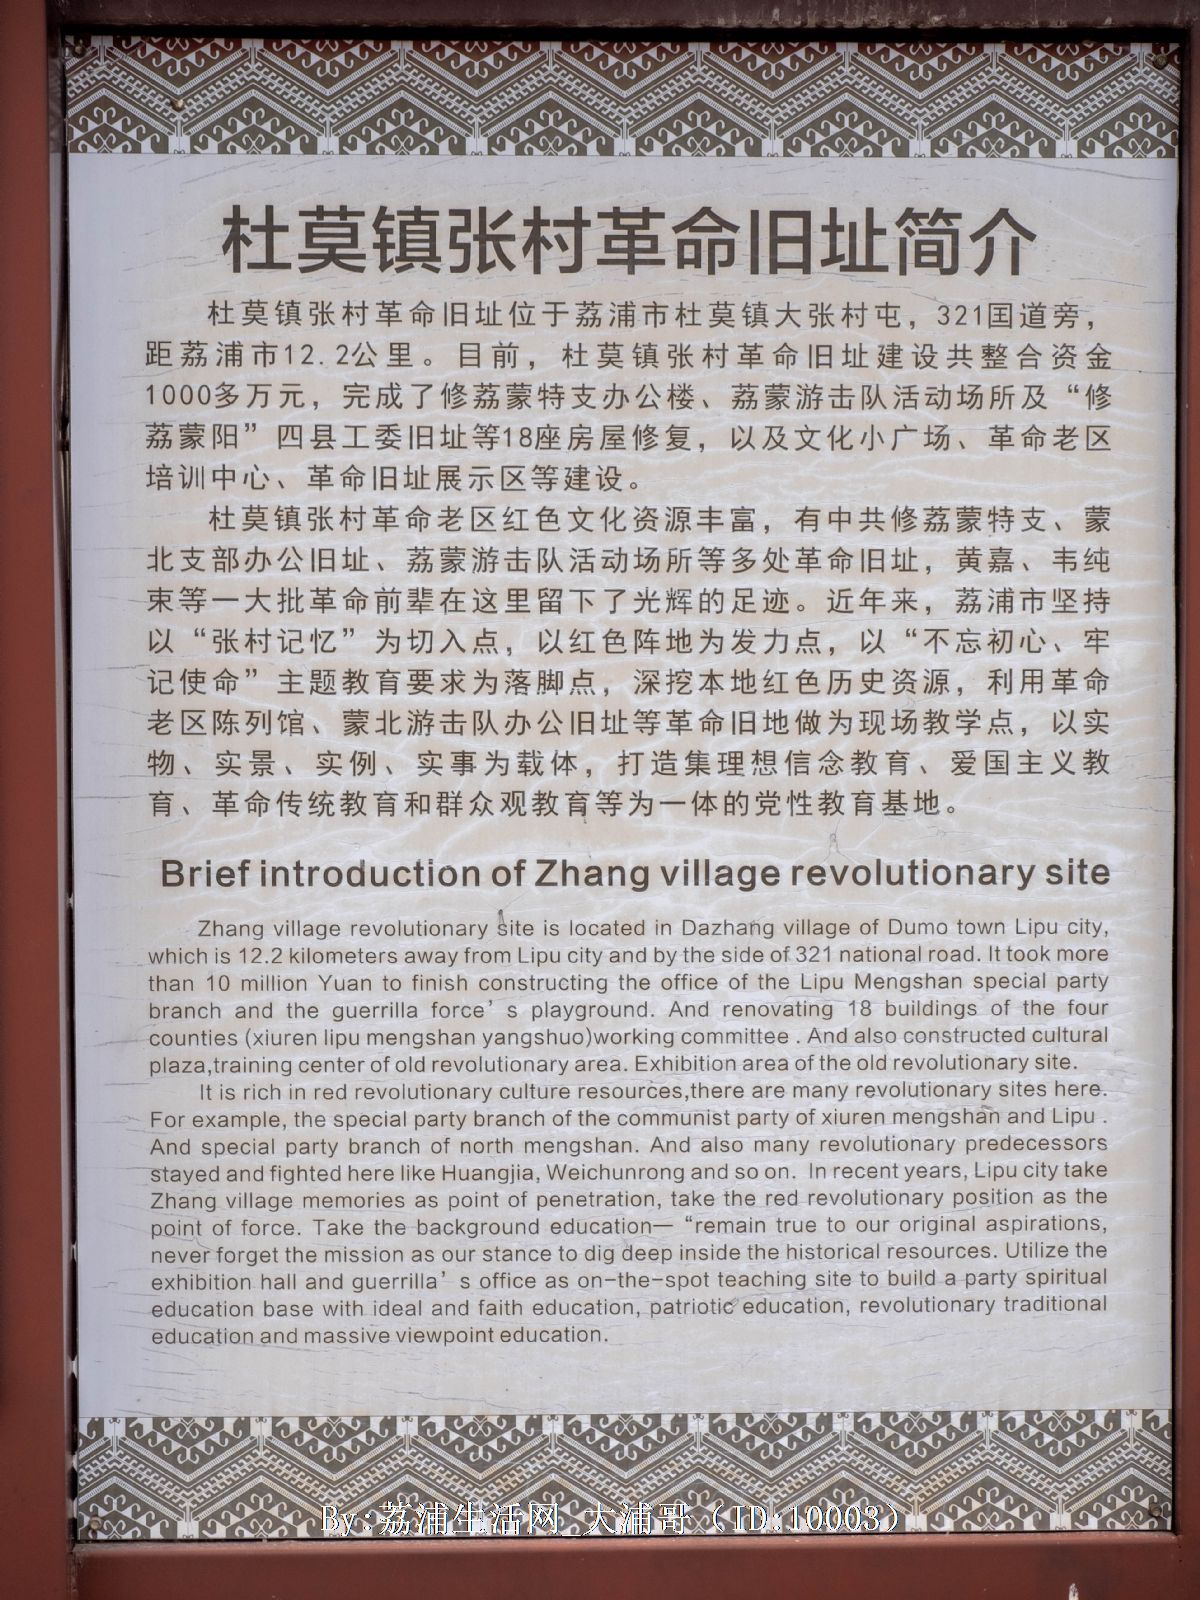 杜莫镇张村革命旧址简介
杜莫镇张村革命旧址位于荔浦市杜莫镇大张村屯，321国道旁，
距荔浦市12.2公里。目前，杜莫镇张村革命旧址建设共整合资金
1000多万元，完成了修荔蒙特支办公楼、荔蒙游击队活动场所及“修
荔蒙阳”四县工委旧址等18座房屋修复，以及文化小广场、革命老区
培训中心、革命旧址展示区等建设。
杜莫镇张村革命老区红色文化资源丰富，有中共修荔蒙特支、蒙
北支部办公旧址、荔蒙游击队活动场所等多处革命旧址，黄嘉、韦纯
束等一大批革命前辈在这里留下了光辉的足迹。近年来，荔浦市坚持
以“张村记忆”为切入点，以红色阵地为发力点，以“不忘初心、牢
记使命”主题教育要求为落脚点，深挖本地红色历史资源，利用革命
老区陈列馆、蒙北游击队办公旧址等革命旧地做为现场教学点，以实
物、实景、实例、实事为载体，打造集理想信念教育、爱国主义教
育、革命传统教育和群众观教育等为一体的党性教育基地。
Brief introduction of Zhang village revolutionary site
Zhang village revolutionary site is located in Dazhang village of Dumo town Lipu city,
which is 12.2 kilometers away from Lipu city and by the side of 321 national road. It took more
than 10 million Yuan to finish constructing the office of the Lipu Mengshan special party
branch and the guerrilla force’s playground. And renovating 18 buildings of the four
counties (xiuren lipu mengshan yangshuo)working committee . And also constructed cultural
plaza,training center of old revolutionary area. Exhibition area of the old revolutionary site.
It is rich in red revolutionary culture resources,there are many revolutionary sites here.
For example, the special party branch of the communist party of xiuren mengshan and Lipu .
And special party branch of north mengshan. And also many revolutionary predecessors
stayed and fighted here like Huangjia, Weichunrong and so on. In recent years, Lipu city take
Zhang village memories as point of penetration, take the red revolutionary position as the
point of force. Take the background education— “remain true to our original aspirations,
never forget the mission as our stance to dig deep inside the historical resources. Utilize the
exhibition hall and guerrilla’s office as on-the-spot teaching site to build a party spiritual
education base with ideal and faith education, patriotic education, revolutionary traditional
education and massive viewpoint education.
By:荔浦生活网_大浦哥（ID:10003）